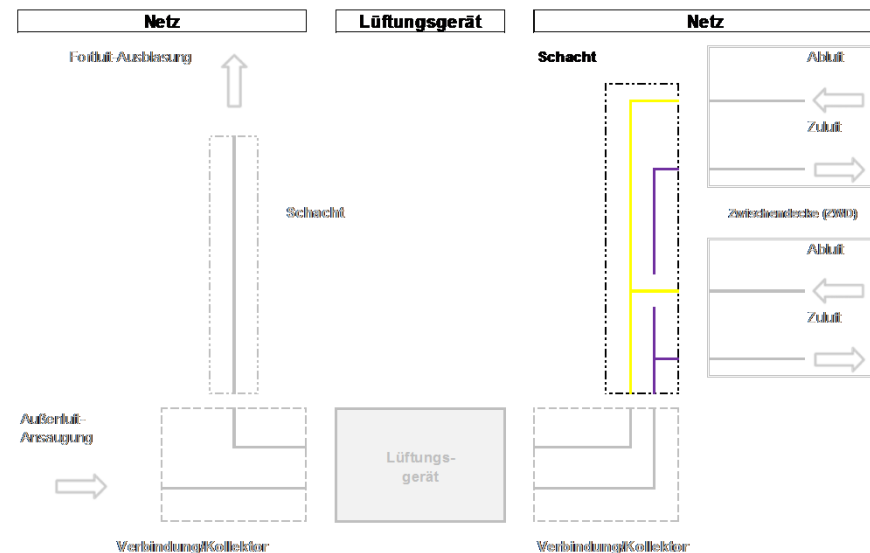 Netz
Lüftungsgerät
Netz
Fortluft-Ausblasung
Schacht
Abluft
Zuluft
Schacht
Zwischendecke (ZWD)
Abluft
Zuluft
Außenluft-
Ansaugung
Lüftungs-
gerät
Verbindung/Kollektor
Verbindung/Kollektor